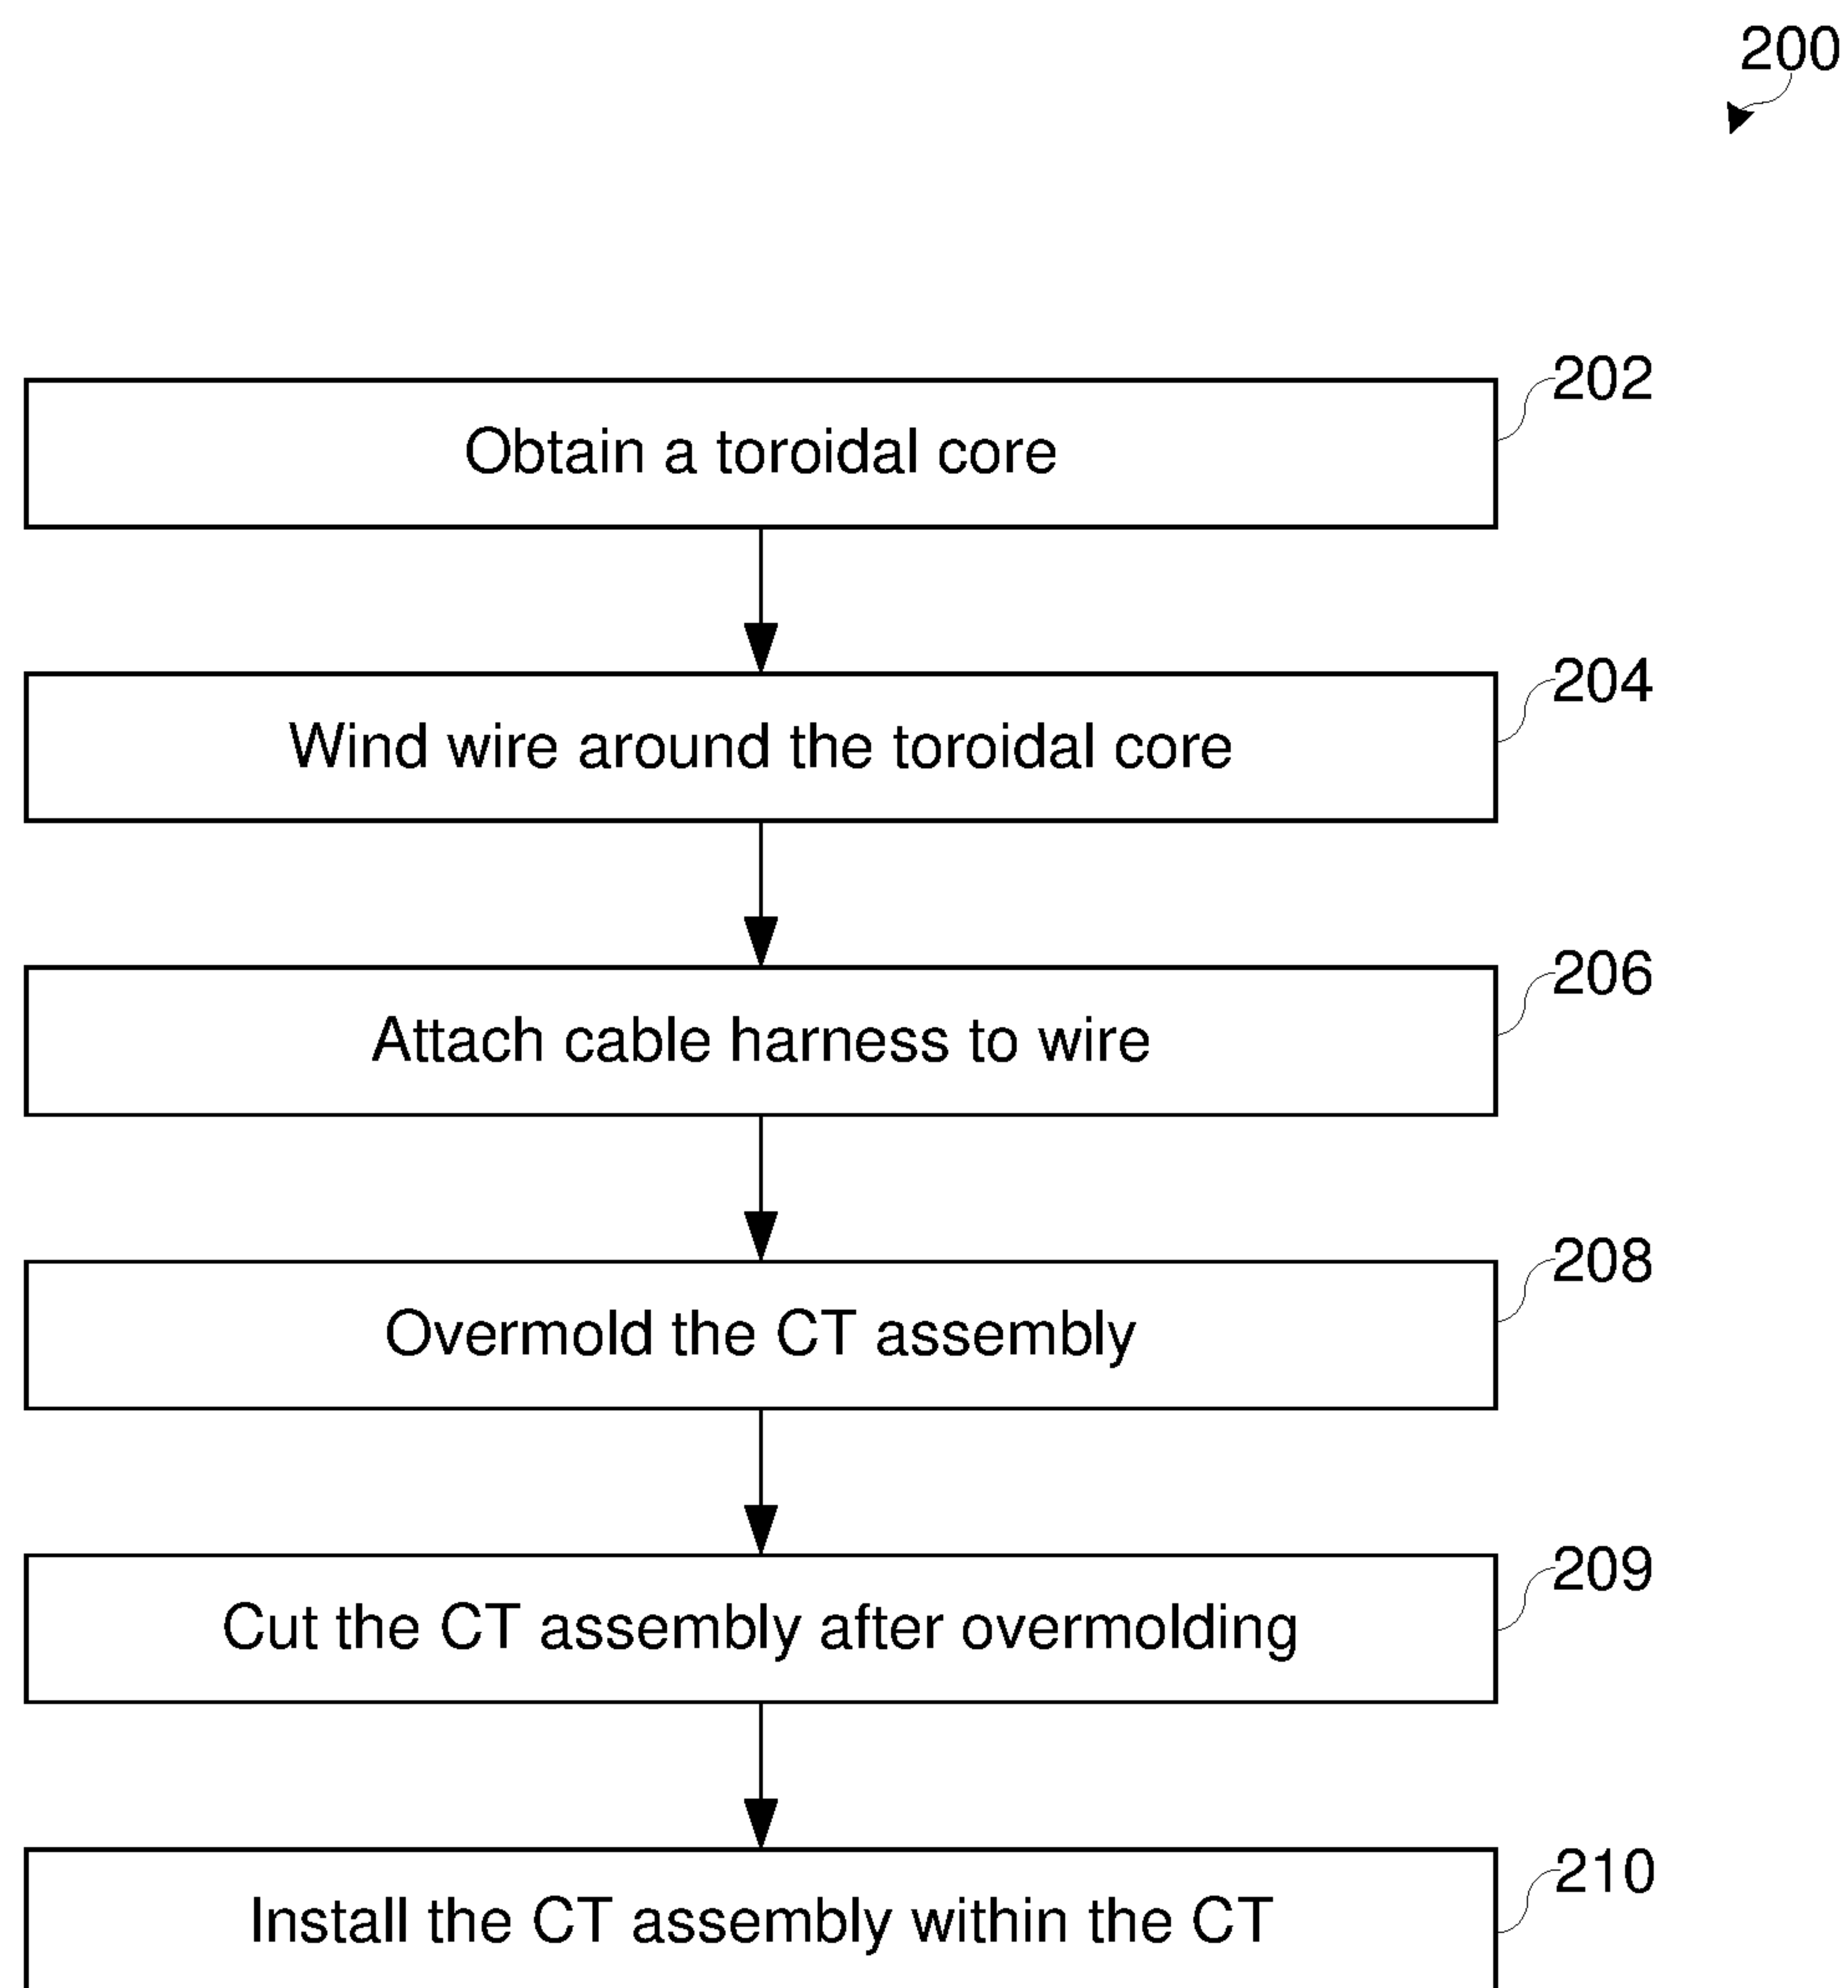 200
202
Obtain a toroidal core
204
Wind wire around the toroidal core
206
Attach cable harness to wire
208
Overmold the CT assembly
209
Cut the CT assembly after overmolding
210
Install the CT assembly within the CT